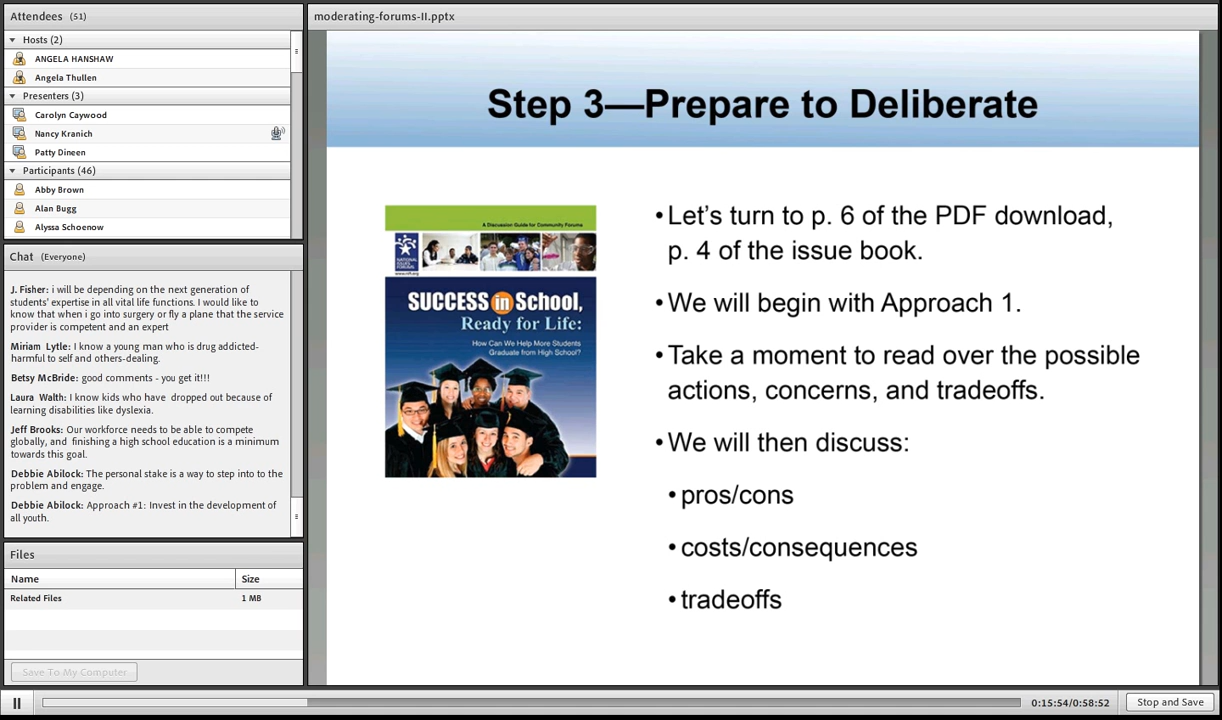 Attendees (51)
Hosts (2)
ANGELA HANSHAW
Angela Thullen
Presenters (3)
Carolyn Caywood
Nancy Kranich
Patty Dineen
Participants (46)
Abby Brown
Alan Bugg
Alyssa Schoenow
Chat (Everyone)
J. Fisher: i will be depending on the next generation of
students' expertise in all vital life functions. I would like to
know that when i go into surgery or fly a plane that the service
provider is competent and an expert
Miriam Lytle: I know a young man who is drug addicted-
harmful to self and others-dealing.
Betsy McBride: good comments - you get it!!!
Laura Walth: I know kids who have dropped out because of
learning disabilities like dyslexia.
Jeff Brooks: Our workforce needs to be able to compete
globally, and finishing a high school education is a minimum
towards this goal.
Debbie Abilock: The personal stake is a way to step into to the
problem and engage.
Debbie Abilock: Approach #1: Invest in the development of
all youth.
Files
Name Size
Related Files 1 MB
Save To My Computer
moderating-forums-II.pptx
Step 3—Prepare to Deliberate
A Discussion Guide for Community Forums
NATIONAL
ISSUES
FORUMS
www.nifi.org
SUCCESS in School,
Ready for Life:
How Can We Help More Students
Graduate from High School?
•Let's turn to p. 6 of the PDF download,
p. 4 of the issue book.
•We will begin with Approach 1.
•Take a moment to read over the possible
actions, concerns, and tradeoffs.
•We will then discuss:
•pros/cons
•costs/consequences
•tradeoffs
0:15:54/0:58:52
Stop and Save